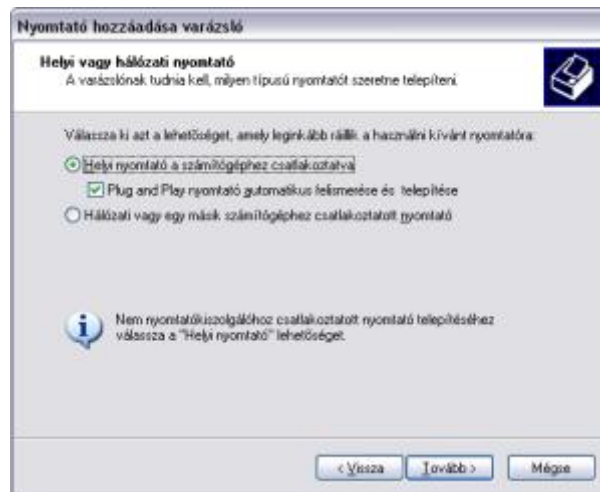 Nyomtató hozzáadása varázsló
Helyi vagy hálózati nyomtató
A varázslónak tudnia kell, milyen típusú nyomtatót szeretne telepíteni.
Válassza ki azt a lehetőséget, amely leginkább ráillik a használni kívánt nyomtatóra:
Helyi nyomtató a számítógéphez csatlakoztatva
Plug and Play nyomtató automatikus felismerése és telepítése
Hálózati vagy egy másik számítógéphez csatlakoztatott nyomtató
Nem nyomtatókiszolgálóhoz csatlakoztatott nyomtató telepítéséhez
válassza a "Helyi nyomtató" lehetőséget.
< Vissza Tovább > Mégse